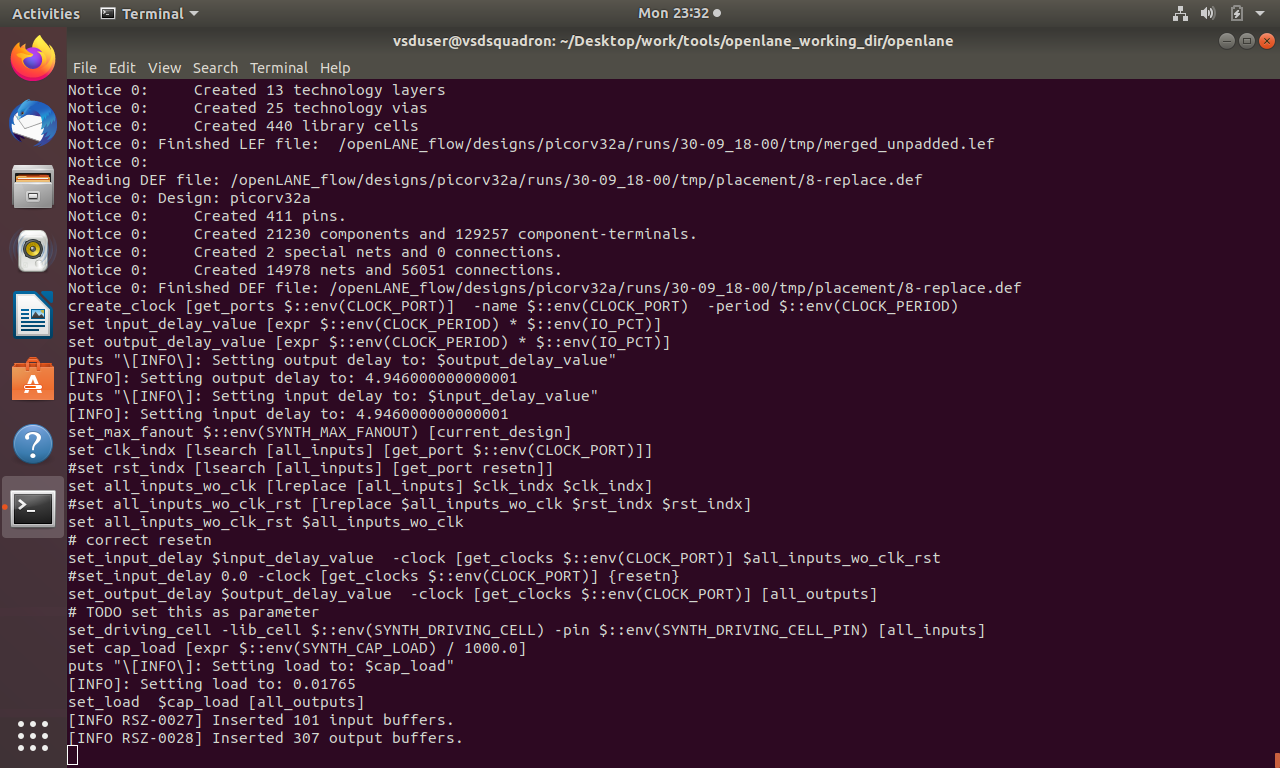 Activities Terminal Mon 23:32
vsduser@vsdsquadron: ~/Desktop/work/tools/openlane_working_dir/openlane
File Edit View Search Terminal Help
Notice 0:     Created 13 technology layers
Notice 0:     Created 25 technology vias
Notice 0:     Created 440 library cells
Notice 0: Finished LEF file:  /openLANE_flow/designs/picorv32a/runs/30-09_18-00/tmp/merged_unpadded.lef
Notice 0:
Reading DEF file: /openLANE_flow/designs/picorv32a/runs/30-09_18-00/tmp/placement/8-replace.def
Notice 0: Design: picorv32a
Notice 0:     Created 411 pins.
Notice 0:     Created 21230 components and 129257 component-terminals.
Notice 0:     Created 2 special nets and 0 connections.
Notice 0:     Created 14978 nets and 56051 connections.
Notice 0: Finished DEF file: /openLANE_flow/designs/picorv32a/runs/30-09_18-00/tmp/placement/8-replace.def
create_clock [get_ports $::env(CLOCK_PORT)]  -name $::env(CLOCK_PORT)  -period $::env(CLOCK_PERIOD)
set input_delay_value [expr $::env(CLOCK_PERIOD) * $::env(IO_PCT)]
set output_delay_value [expr $::env(CLOCK_PERIOD) * $::env(IO_PCT)]
puts "\[INFO\]: Setting output delay to: $output_delay_value"
[INFO]: Setting output delay to: 4.946000000000001
puts "\[INFO\]: Setting input delay to: $input_delay_value"
[INFO]: Setting input delay to: 4.946000000000001
set_max_fanout $::env(SYNTH_MAX_FANOUT) [current_design]
set clk_indx [lsearch [all_inputs] [get_port $::env(CLOCK_PORT)]]
#set rst_indx [lsearch [all_inputs] [get_port resetn]]
set all_inputs_wo_clk [lreplace [all_inputs] $clk_indx $clk_indx]
#set all_inputs_wo_clk_rst [lreplace $all_inputs_wo_clk $rst_indx $rst_indx]
set all_inputs_wo_clk_rst $all_inputs_wo_clk
# correct resetn
set_input_delay $input_delay_value  -clock [get_clocks $::env(CLOCK_PORT)] $all_inputs_wo_clk_rst
#set_input_delay 0.0 -clock [get_clocks $::env(CLOCK_PORT)] {resetn}
set_output_delay $output_delay_value  -clock [get_clocks $::env(CLOCK_PORT)] [all_outputs]
# TODO set this as parameter
set_driving_cell -lib_cell $::env(SYNTH_DRIVING_CELL) -pin $::env(SYNTH_DRIVING_CELL_PIN) [all_inputs]
set cap_load [expr $::env(SYNTH_CAP_LOAD) / 1000.0]
puts "\[INFO\]: Setting load to: $cap_load"
[INFO]: Setting load to: 0.01765
set_load  $cap_load [all_outputs]
[INFO RSZ-0027] Inserted 101 input buffers.
[INFO RSZ-0028] Inserted 307 output buffers.